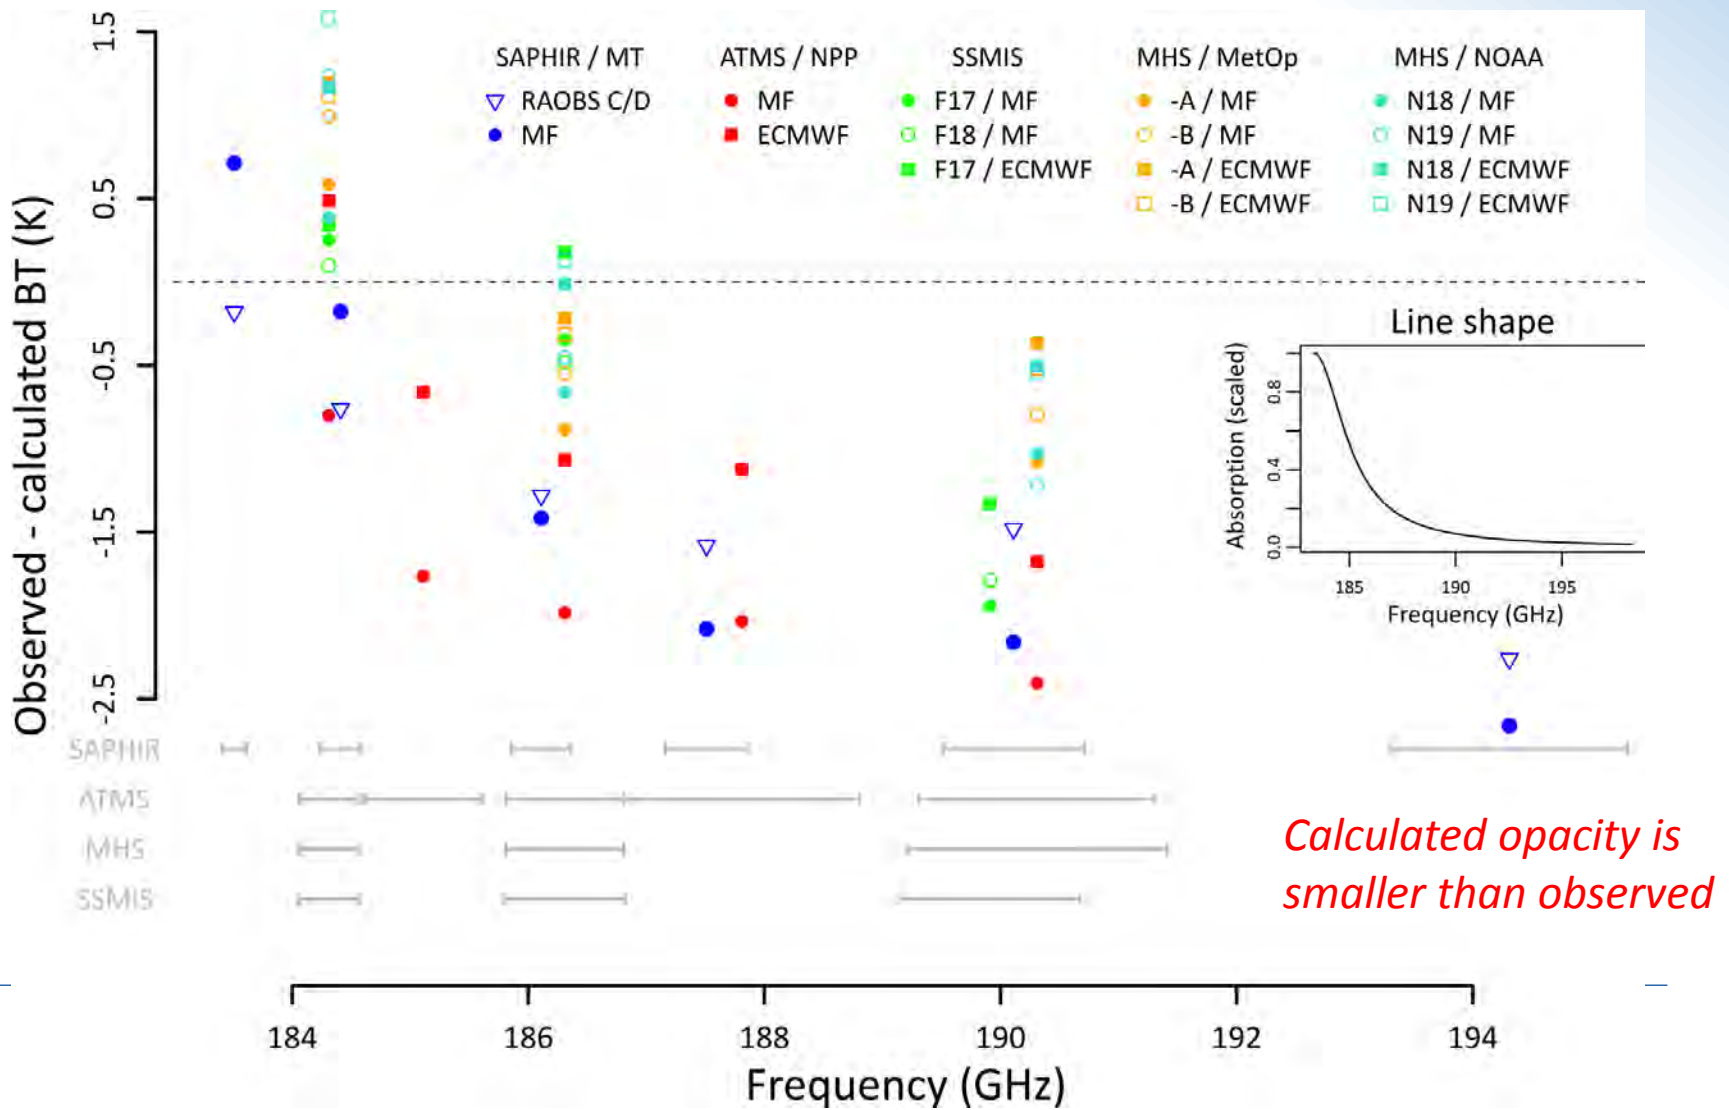 Observed - calculated BT (K)
1.5
0.5
-0.5
-1.5
-2.5
SAPHIR / MT
RAOBS C/D
MF
ATMS / NPP
MF
ECMWF
SSMIS
F17 / MF
F18 / MF
F17 / ECMWF
MHS / MetOp
-A / MF
-B / MF
-A / ECMWF
-B / ECMWF
MHS / NOAA
N18 / MF
N19 / MF
N18 / ECMWF
N19 / ECMWF
Line shape
Absorption (scaled)
0.8
0.4
0.0
185 190 195
Frequency (GHz)
SAPHIR
ATMS
MHS
SSMIS
Calculated opacity is
smaller than observed
184 186 188 190 192 194
Frequency (GHz)